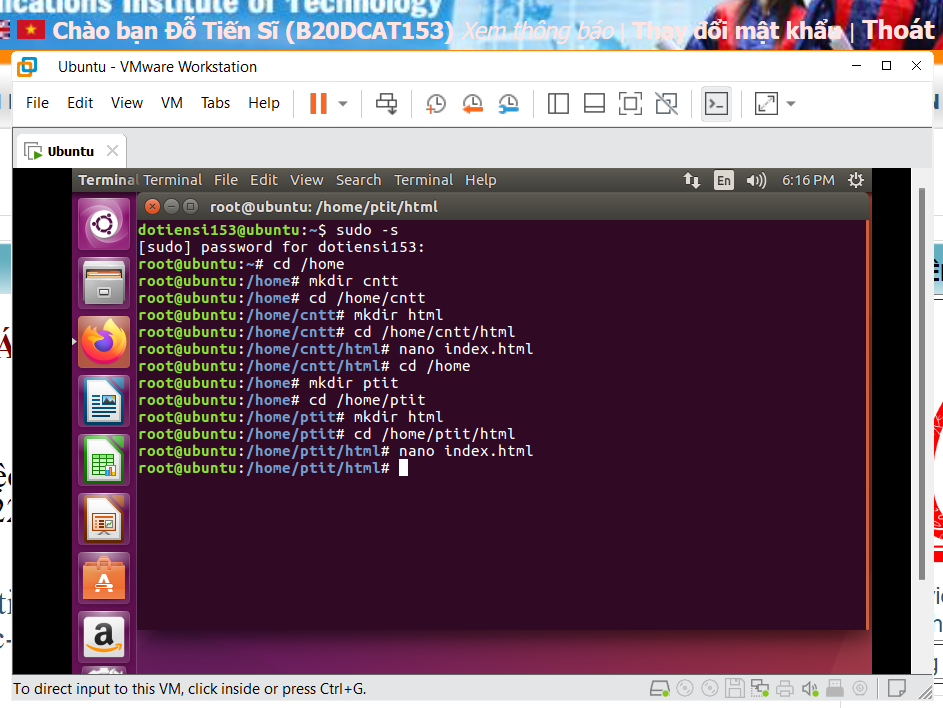 ications Institute of Technology
Chào bạn Đỗ Tiến Sĩ (B20DCAT153) Xem thông báo | Thay đổi mật khẩu | Thoát
Ubuntu - VMware Workstation
File Edit View VM Tabs Help
Ubuntu
Terminal Terminal File Edit View Search Terminal Help En 6:16 PM
root@ubuntu: /home/ptit/html
dotiensi153@ubuntu:~$ sudo -s
[sudo] password for dotiensi153:
root@ubuntu:~# cd /home
root@ubuntu:/home# mkdir cntt
root@ubuntu:/home# cd /home/cntt
root@ubuntu:/home/cntt# mkdir html
root@ubuntu:/home/cntt# cd /home/cntt/html
root@ubuntu:/home/cntt/html# nano index.html
root@ubuntu:/home/cntt/html# cd /home
root@ubuntu:/home# mkdir ptit
root@ubuntu:/home# cd /home/ptit
root@ubuntu:/home/ptit# mkdir html
root@ubuntu:/home/ptit# cd /home/ptit/html
root@ubuntu:/home/ptit/html# nano index.html
root@ubuntu:/home/ptit/html#
a
To direct input to this VM, click inside or press Ctrl+G.